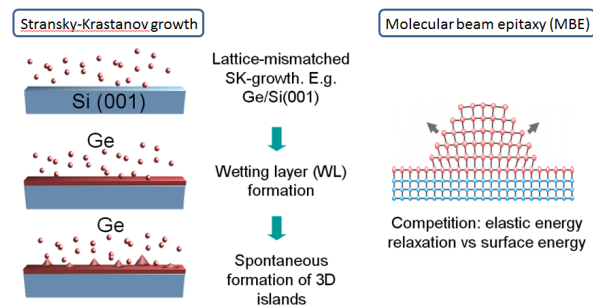 Stransky-Krastanov growth
Molecular beam epitaxy (MBE)
Si (001)
Lattice-mismatched
SK-growth. E.g.
Ge/Si(001)
Ge
Wetting layer (WL)
formation
Ge
Spontaneous
formation of 3D
islands
Competition: elastic energy
relaxation vs surface energy